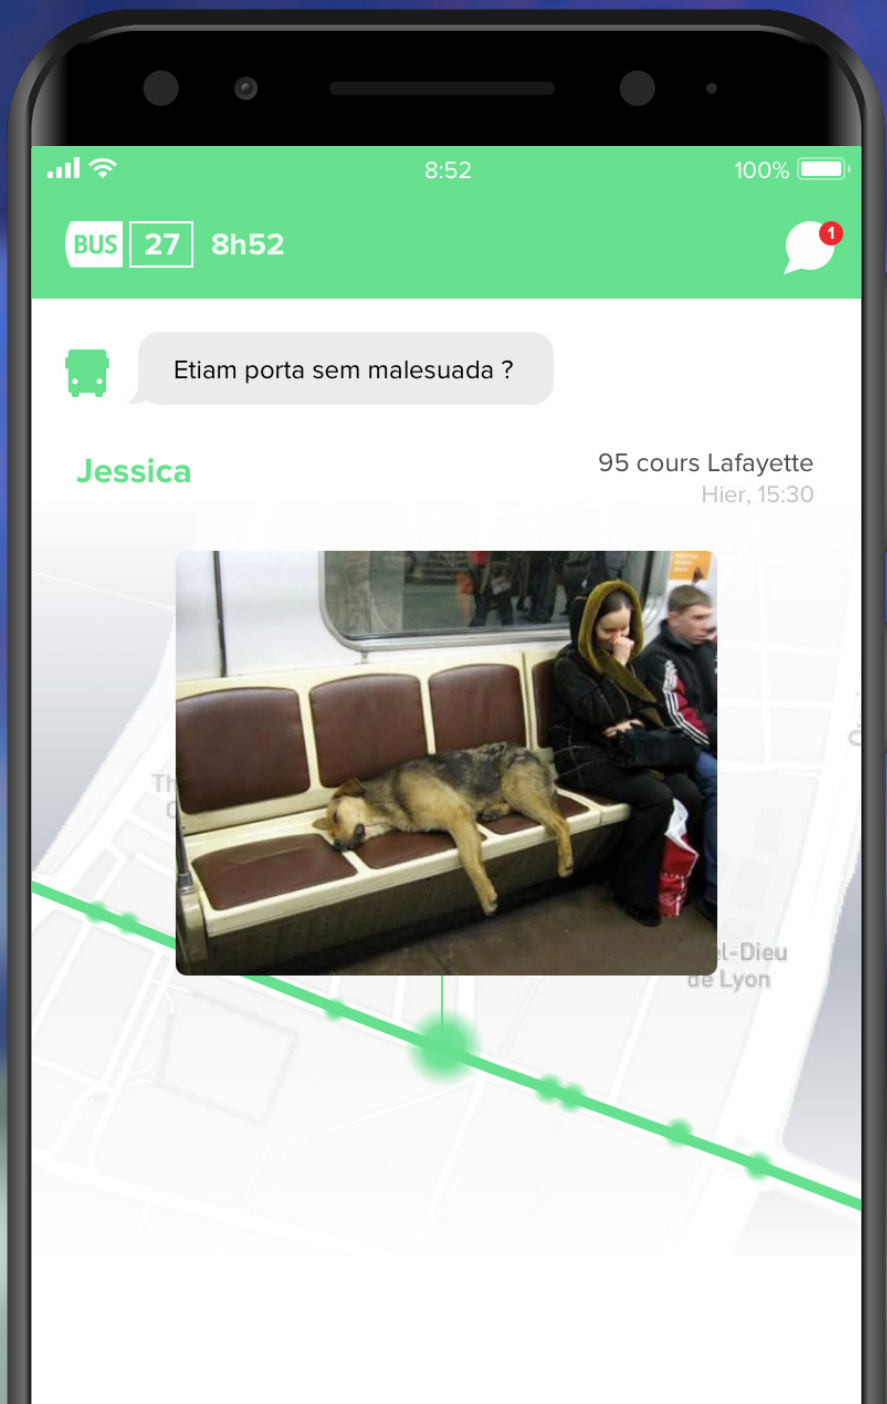 8:52
100%
BUS 27 8h52
1
Etiam porta sem malesuada ?
Jessica
95 cours Lafayette
Hier, 15:30
Th
el-Dieu
de Lyon